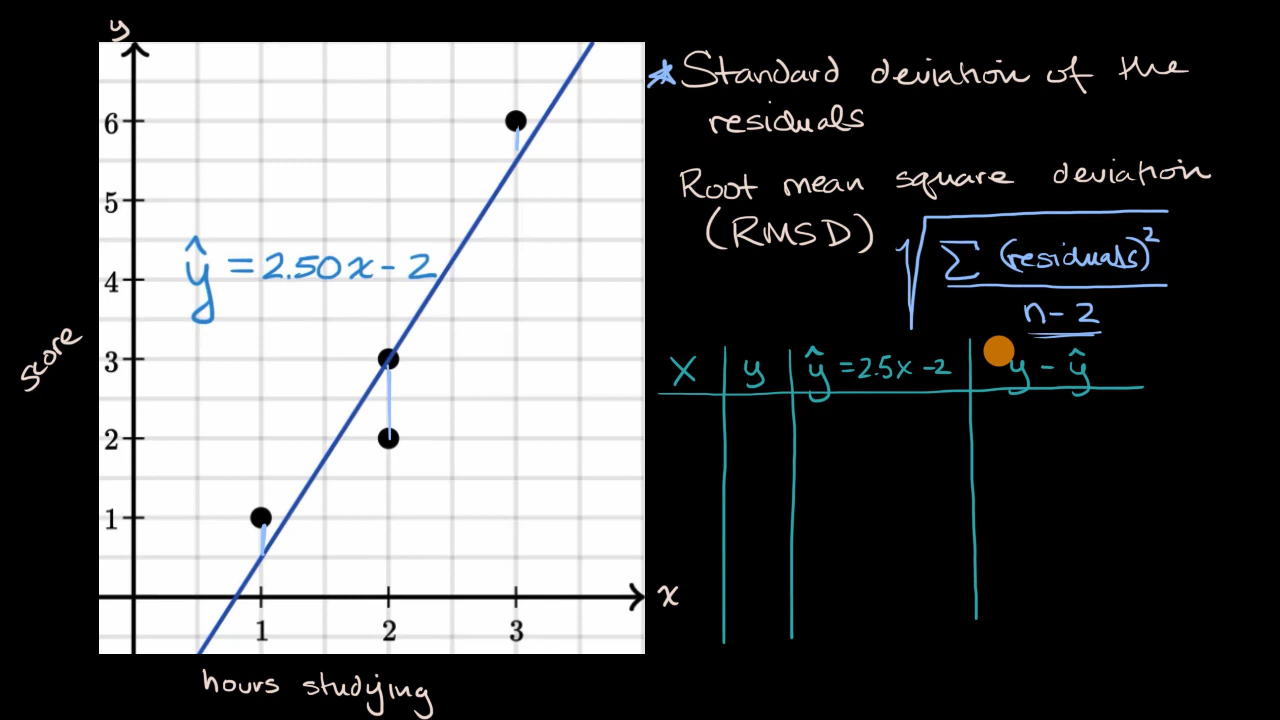 y
6
5
4
3
2
1
1 2 3
ŷ = 2.50x - 2
score
hours studying
x
*Standard deviation of the
residuals
Root mean square deviation
(RMSD) √
∑ (residuals)²
n - 2
x y ŷ = 2.5x - 2 y - ŷ